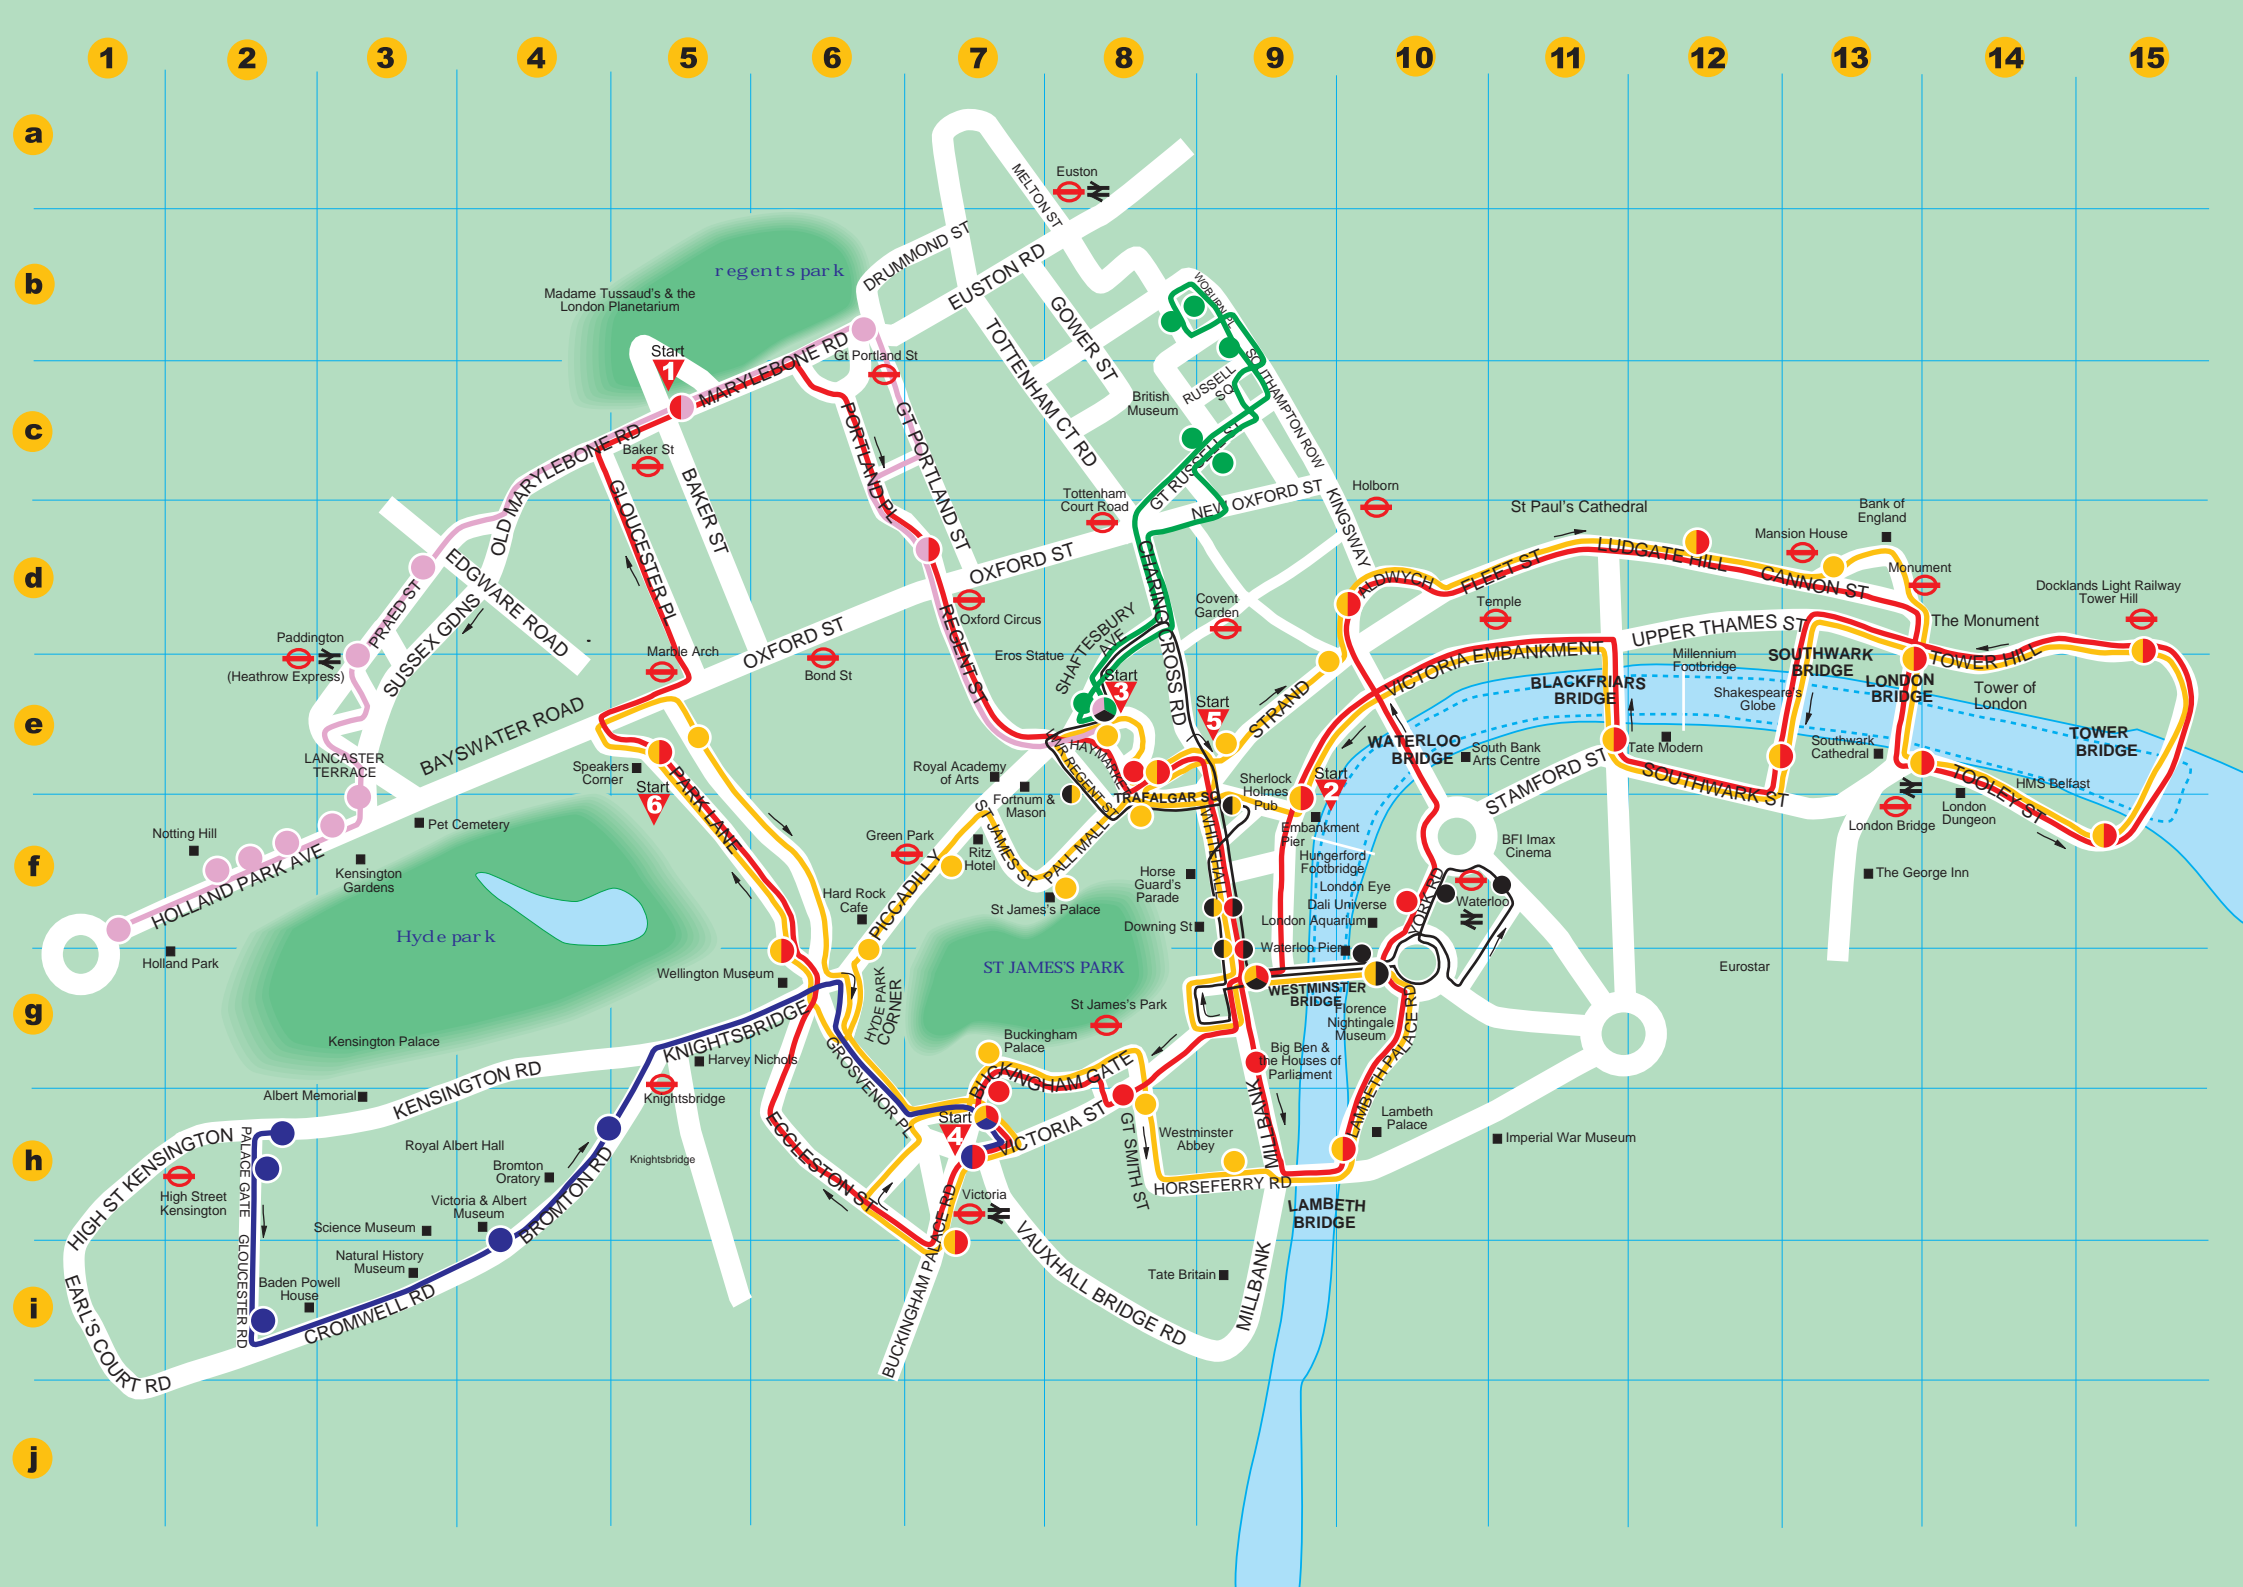 1
2
3
4
5
6
7
8
9
10
11
12
13
14
15
a
b
c
d
e
f
g
h
i
j
Euston
MELTON ST
DRUMMOND ST
EUSTON RD
regents park
Madame Tussaud's & the
London Planetarium
WOBURN PL
GOWER ST
TOTTENHAM CT RD
Start
1
MARYLEBONE RD
Gt Portland St
SOUTHAMPTON ROW
RUSSELL
SQ
British
Museum
OLD MARYLEBONE RD
Baker St
PORTLAND PL
GT PORTLAND ST
GT RUSSELL ST
GLOUCESTER PL
BAKER ST
Tottenham
Court Road
NEW OXFORD ST
KINGSWAY
Holborn
St Paul's Cathedral
Bank of
England
Mansion House
EDGWARE ROAD
OXFORD ST
CHARING CROSS RD
ALDWYCH
FLEET ST
LUDGATE HILL
CANNON ST
Monument
Docklands Light Railway
Tower Hill
PRAED ST
SUSSEX GDNS
Paddington
(Heathrow Express)
Marble Arch
OXFORD ST
Bond St
Oxford Circus
REGENT ST
SHAFTESBURY
AVE
Covent
Garden
Temple
UPPER THAMES ST
The Monument
Eros Statue
Start
3
Start
5
STRAND
VICTORIA EMBANKMENT
Millennium
Footbridge
SOUTHWARK
BRIDGE
TOWER HILL
BLACKFRIARS
BRIDGE
Shakespeare's
Globe
LONDON
BRIDGE
Tower of
London
BAYSWATER ROAD
LANCASTER
TERRACE
Speakers
Corner
Start
6
PARK LANE
Royal Academy
of Arts
Fortnum &
Mason
LWR REGENT ST
HAYMARKET
TRAFALGAR SQ
Sherlock
Holmes
Pub
Start
2
WATERLOO
BRIDGE
South Bank
Arts Centre
Tate Modern
Southwark
Cathedral
TOWER
BRIDGE
STAMFORD ST
SOUTHWARK ST
TOOLEY ST
HMS Belfast
London
Dungeon
London Bridge
Notting Hill
Pet Cemetery
HOLLAND PARK AVE
Kensington
Gardens
Green Park
ST JAMES ST
Ritz
Hotel
PALL MALL
WHITEHALL
Embankment
Pier
Hungerford
Footbridge
BFI Imax
Cinema
Hard Rock
Cafe
PICCADILLY
St James's Palace
Horse
Guard's
Parade
London Eye
Dali Universe
London Aquarium
YORK RD
Waterloo
The George Inn
Downing St
Waterloo Pier
Holland Park
Hyde park
Wellington Museum
ST JAMES'S PARK
WESTMINSTER
BRIDGE
Eurostar
HYDE PARK
CORNER
St James's Park
Florence
Nightingale
Museum
Kensington Palace
KNIGHTSBRIDGE
Harvey Nichols
Buckingham
Palace
Big Ben &
the Houses of
Parliament
LAMBETH PALACE RD
Albert Memorial
KENSINGTON RD
Knightsbridge
GROSVENOR PL
BUCKINGHAM GATE
MILLBANK
HIGH ST KENSINGTON
PALACE GATE
Royal Albert Hall
Knightsbridge
ECCLESTON ST
Start
4
VICTORIA ST
GT SMITH ST
Westminster
Abbey
Lambeth
Palace
Imperial War Museum
Bromton
Oratory
BROMTON RD
High Street
Kensington
Victoria & Albert
Museum
Victoria
HORSEFERRY RD
LAMBETH
BRIDGE
Science Museum
GLOUCESTER RD
Natural History
Museum
Baden Powell
House
CROMWELL RD
EARL'S COURT RD
BUCKINGHAM PALACE RD
VAUXHALL BRIDGE RD
Tate Britain
MILLBANK